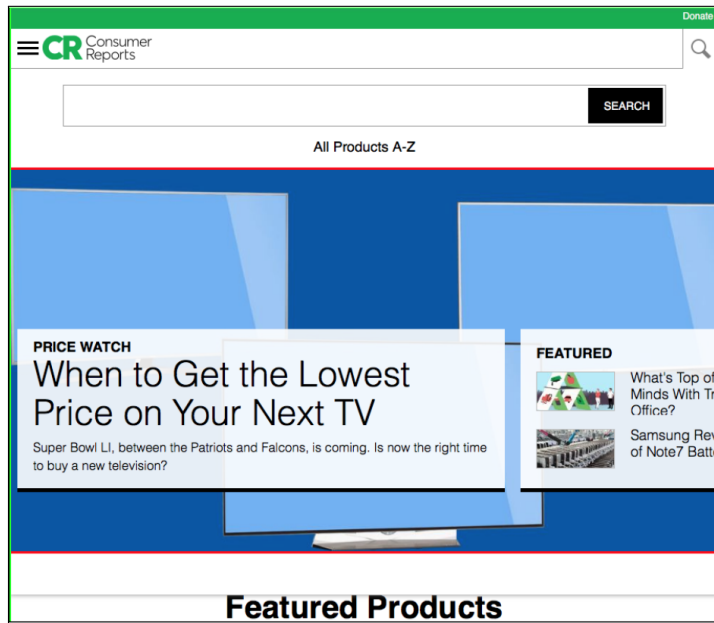 Donate
CR Consumer
Reports
SEARCH
All Products A-Z
PRICE WATCH
When to Get the Lowest
Price on Your Next TV
Super Bowl LI, between the Patriots and Falcons, is coming. Is now the right time
to buy a new television?
FEATURED
What's Top of
Minds With
Office?
Samsung
of Note7
Featured Products